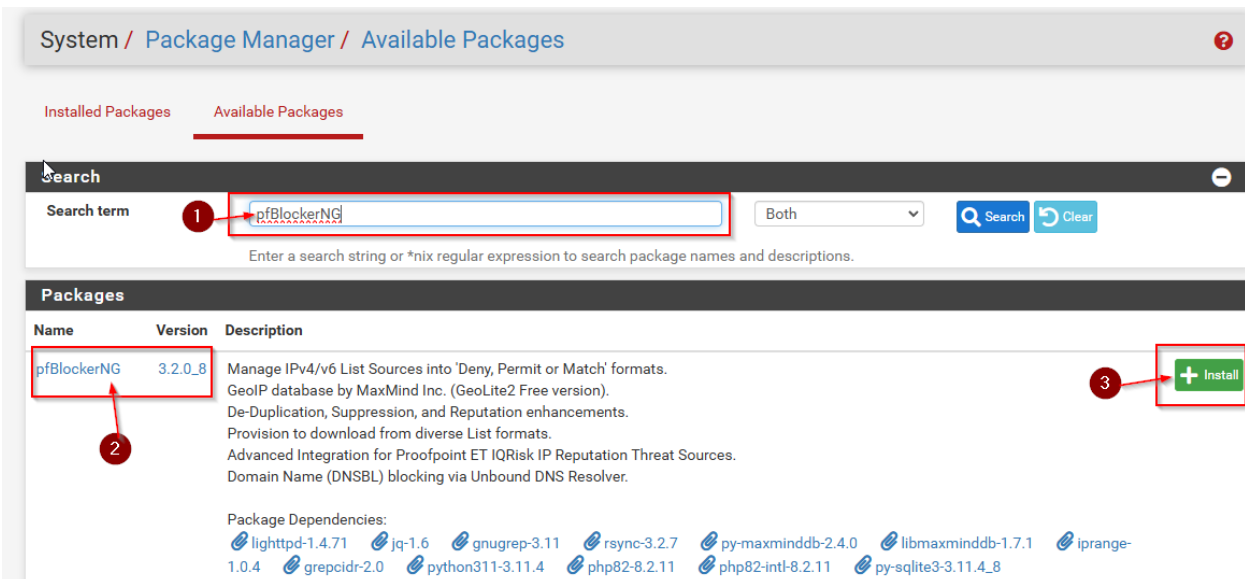 System / Package Manager / Available Packages
Installed Packages Available Packages
Search
Search term 1 pfBlockerNG Both Search Clear
Enter a search string or *nix regular expression to search package names and descriptions.
Packages
Name Version Description
pfBlockerNG 3.2.0_8 Manage IPv4/v6 List Sources into 'Deny, Permit or Match' formats.
+ Install
GeoIP database by MaxMind Inc. (GeoLite2 Free version).
3
De-Duplication, Suppression, and Reputation enhancements.
Provision to download from diverse List formats.
2
Advanced Integration for Proofpoint ET IQRisk IP Reputation Threat Sources.
Domain Name (DNSBL) blocking via Unbound DNS Resolver.
Package Dependencies:
lighttpd-1.4.71 jq-1.6 gnugrep-3.11 rsync-3.2.7 py-maxminddb-2.4.0 libmaxminddb-1.7.1 iprange-
1.0.4 grepcidr-2.0 python311-3.11.4 php82-8.2.11 php82-intl-8.2.11 py-sqlite3-3.11.4_8